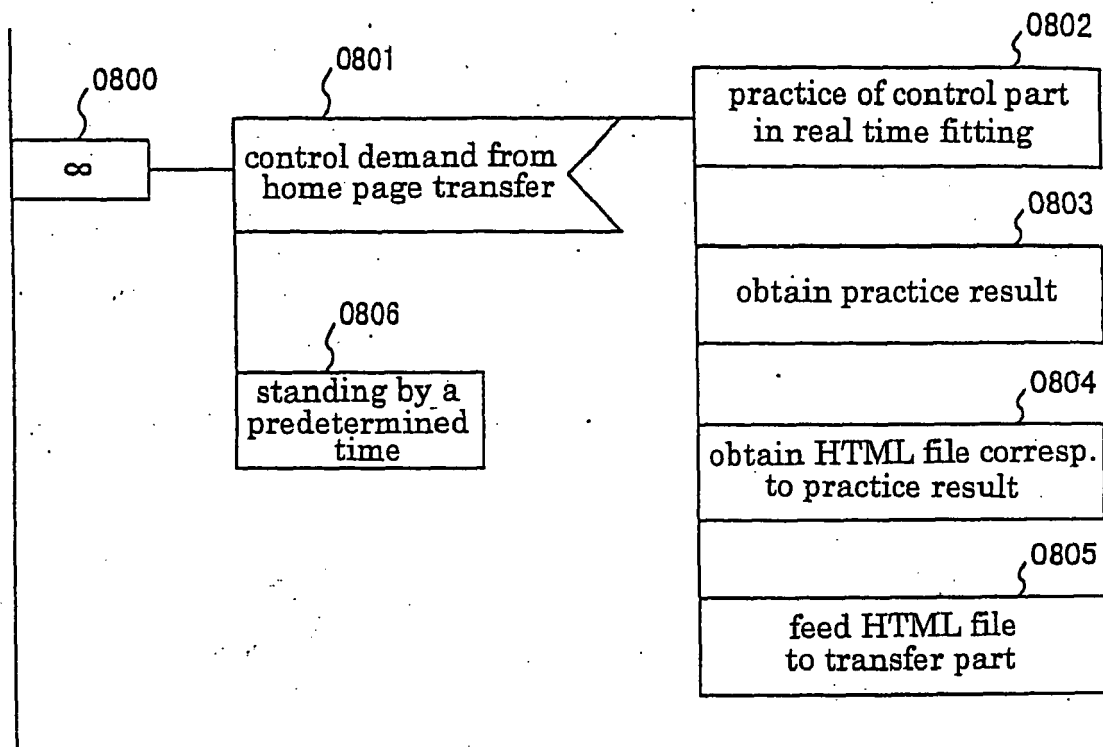 0800
∞
0801
control demand from
home page transfer
0802
practice of control part
in real time fitting
0803
obtain practice result
0804
obtain HTML file corresp.
to practice result
0805
feed HTML file
to transfer part
0806
standing by a
predetermined
time